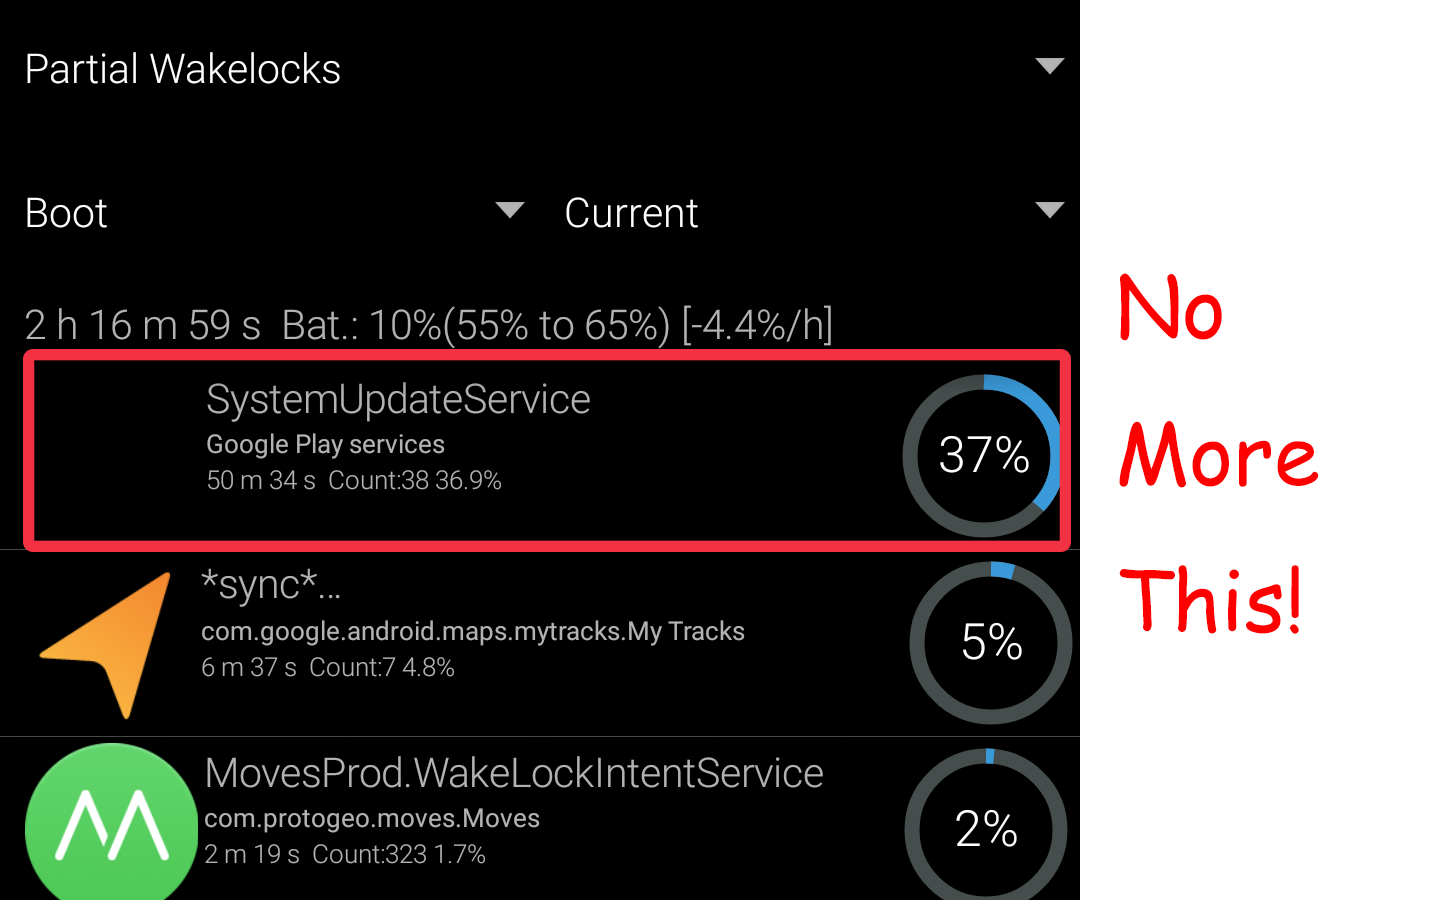 Partial Wakelocks
Boot
Current
2 h 16 m 59 s  Bat.: 10%(55% to 65%) [-4.4%/h]
SystemUpdateService
Google Play services
50 m 34 s  Count:38 36.9%
37%
*sync*...
com.google.android.maps.mytracks.My Tracks
6 m 37 s  Count:7 4.8%
5%
MovesProd.WakeLockIntentService
com.protogeo.moves.Moves
2 m 19 s  Count:323 1.7%
2%
No
More
This!